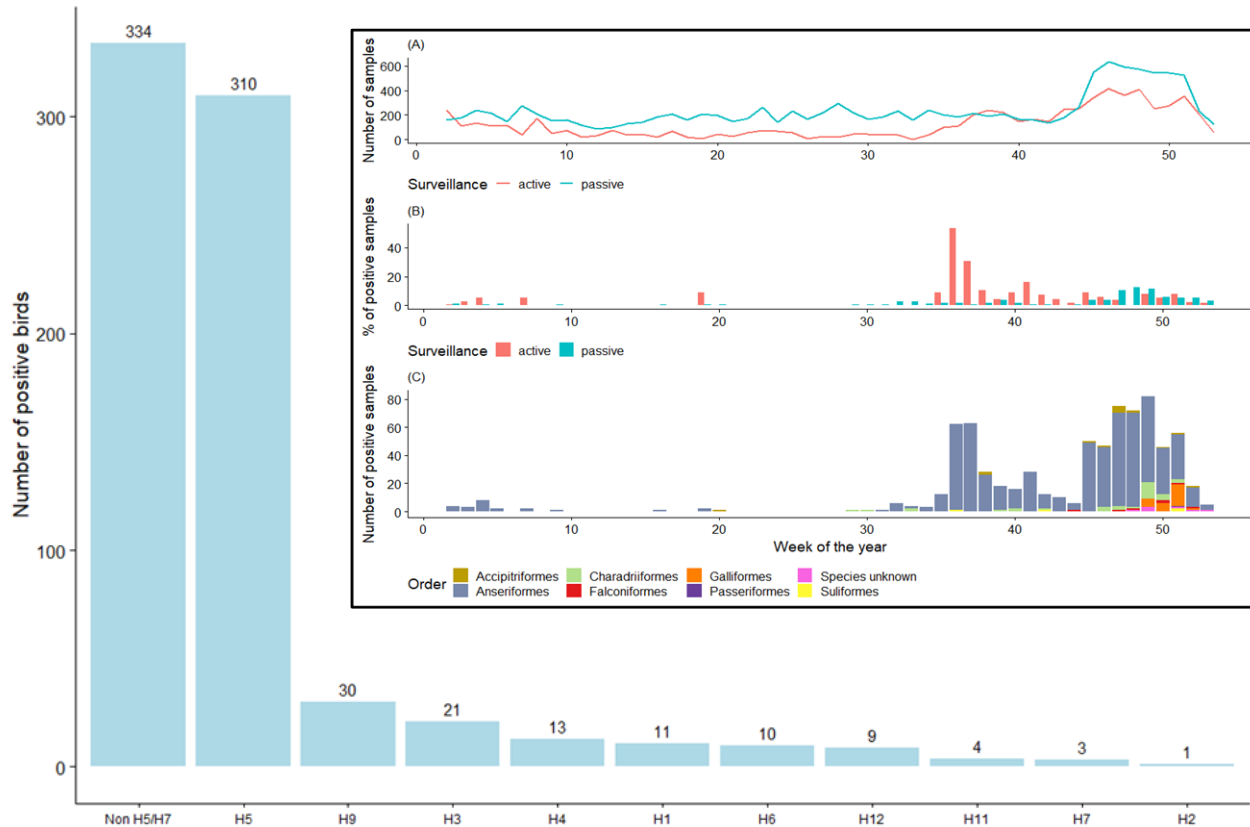 Number of positive birds
300
200
100
0
334
310
30
21
13
11
10
9
4
3
1
Non H5/H7 H5 H9 H3 H4 H1 H6 H12 H11 H7 H2
(A)
Number of samples
600
400
200
0
0 10 20 30 40 50
Surveillance active passive
(B)
% of positive samples
40
20
0
0 10 20 30 40 50
Surveillance active passive
(C)
Number of positive samples
80
60
40
20
0
0 10 20 30 40 50
Week of the year
Order
Accipitriformes Charadriiformes Galliformes Species unknown
Anseriformes Falconiformes Passeriformes Suliformes